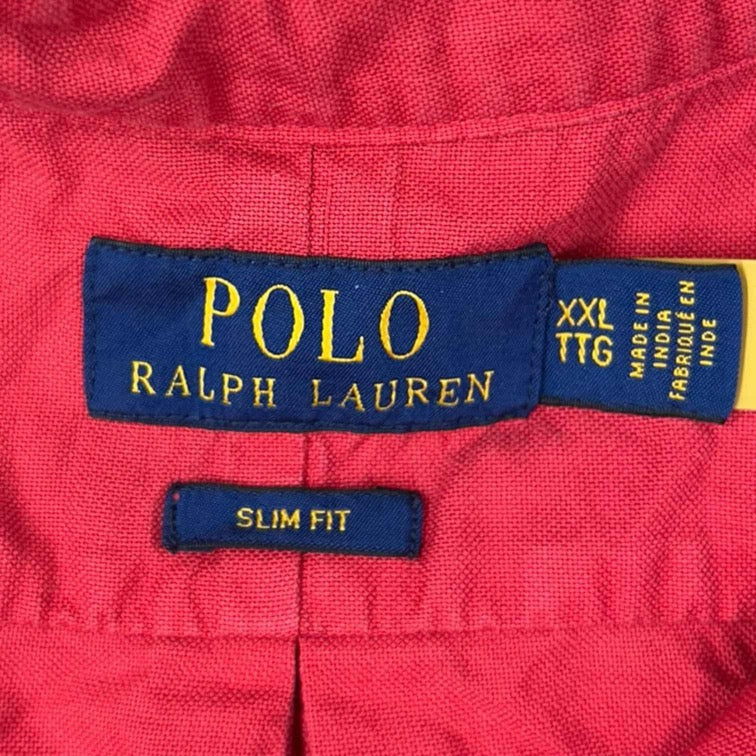 POLO
RALPH LAUREN
XXL
TTG
MADE IN
INDIA
FABRIQUÉ EN
INDE
SLIM FIT